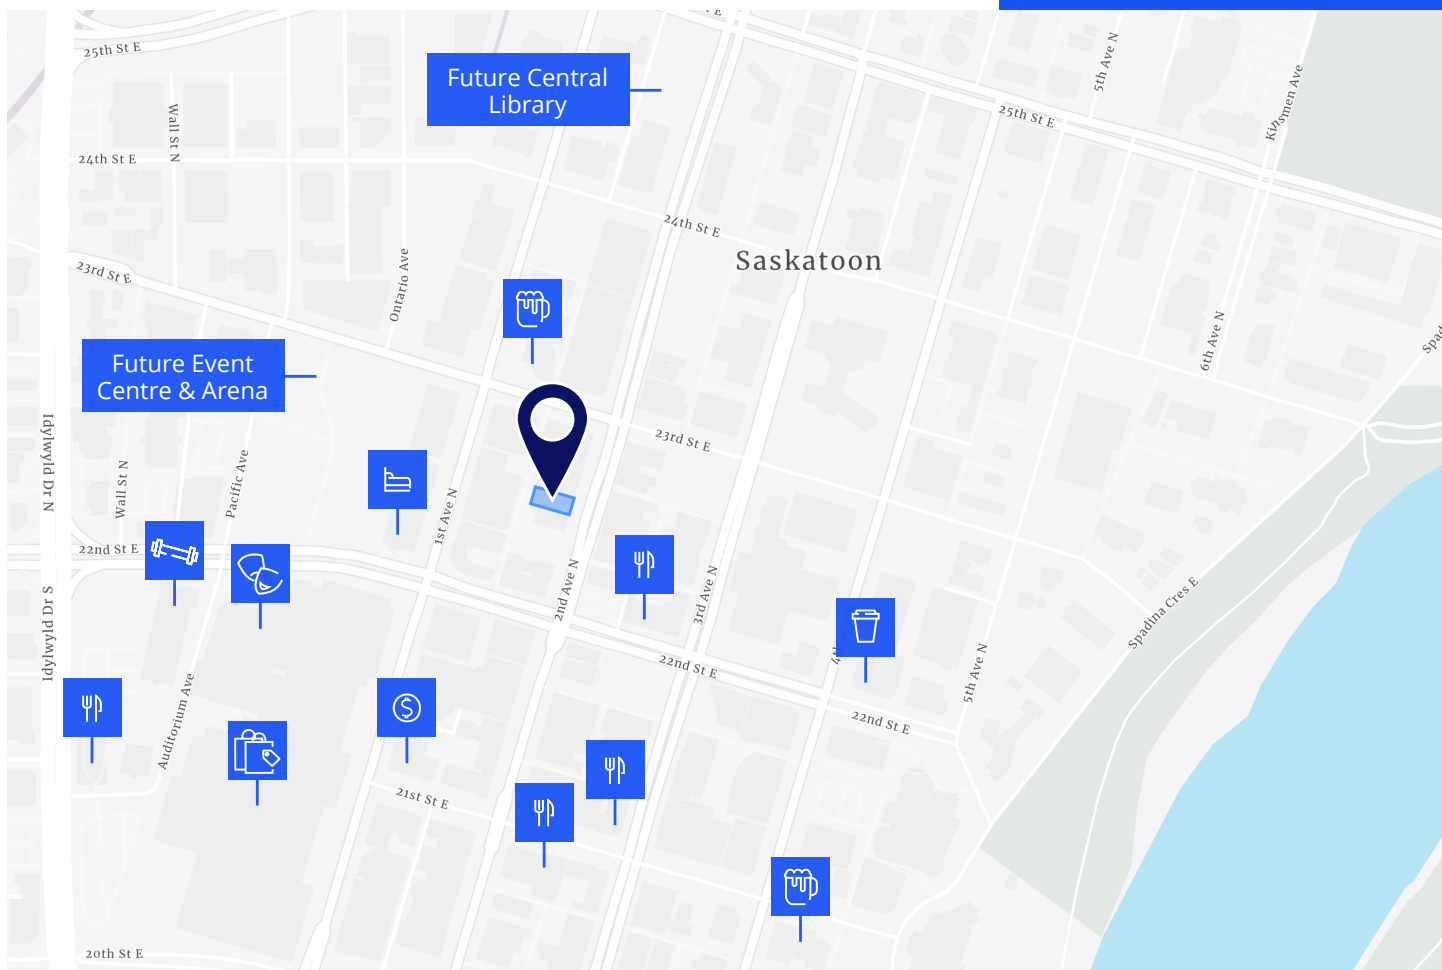 25th St E
Future Central
Library
5th Ave N
Kinsmen Ave
25th St E
Wall St N
24th St E
24th St E
Saskatoon
23rd St E
Ontario Ave
6th Ave N
Future Event
Centre & Arena
23rd St E
Idylwyld Dr N
Wall St N
Pacific Ave
1st Ave N
22nd St E
2nd Ave N
3rd Ave N
Spadina Cres E
Idylwyld Dr S
22nd St E
5th Ave N
Auditorium Ave
22nd St E
21st St E
$
20th St E